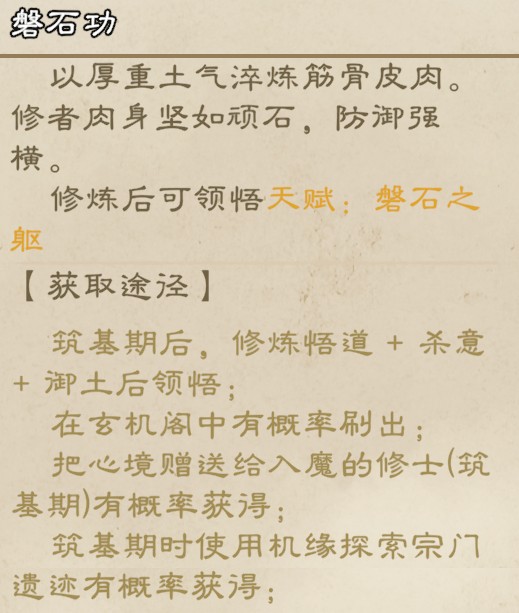 磐石功
以厚重土气淬炼筋骨皮肉。
修者肉身坚如顽石，防御强
横。
修炼后可领悟天赋：磐石之
躯
【获取途径】
筑基期后，修炼悟道 + 杀意
+ 御土后领悟；
在玄机阁中有概率刷出；
把心境赠送给入魔的修士(筑
基期)有概率获得；
筑基期时使用机缘探索宗门
遗迹有概率获得；